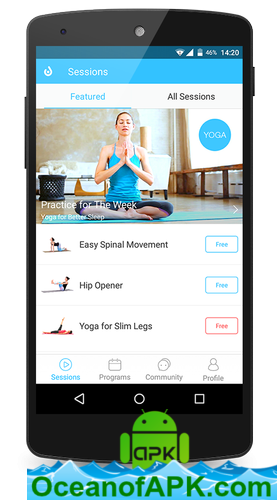 46% 14:20
Sessions
Featured All Sessions
YOGA
Practice for The Week
Yoga for Better Sleep
Easy Spinal Movement Free
Hip Opener Free
Yoga for Slim Legs Free
Sessions Programs Community Profile
APK
OceanofAPK.com